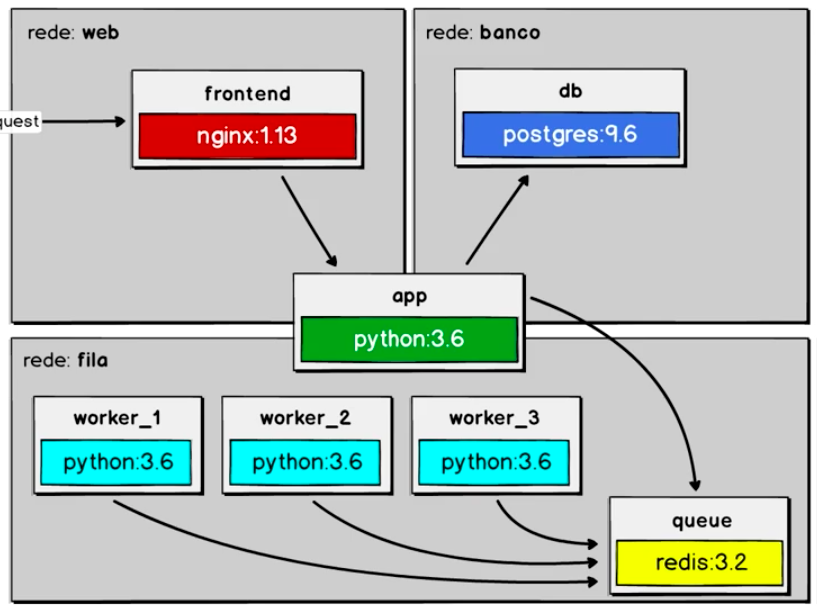 rede: web
rede: banco
frontend
nginx:1.13
db
postgres:9.6
quest
app
python:3.6
rede: fila
worker_1
python:3.6
worker_2
python:3.6
worker_3
python:3.6
queue
redis:3.2